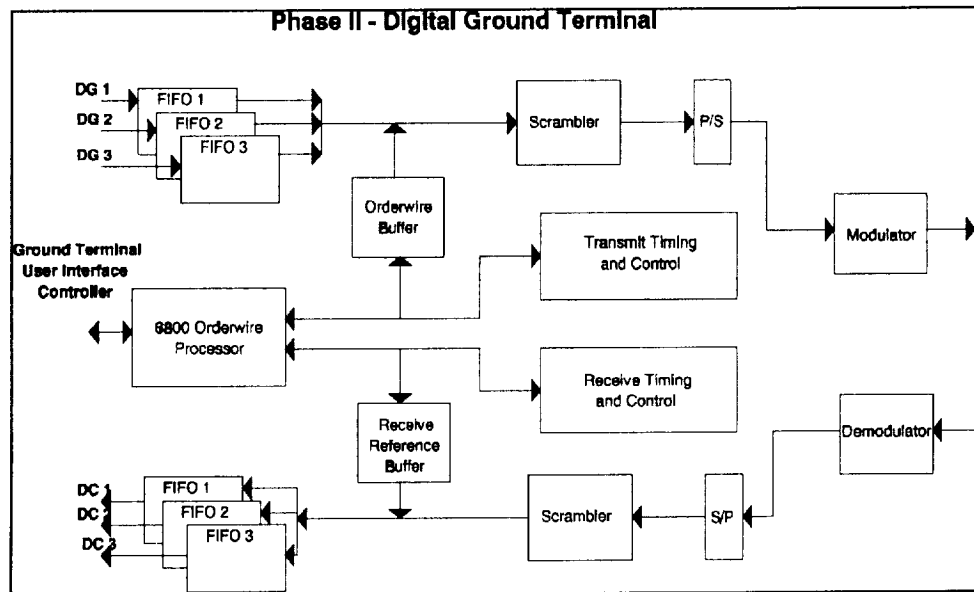 Phase II - Digital Ground Terminal
DG 1
FIFO 1
DG 2
FIFO 2
DG 3
FIFO 3
Scrambler
P/S
Orderwire
Buffer
Transmit Timing
and Control
Modulator
Ground Terminal
User Interface
Controller
6800 Orderwire
Processor
Receive Timing
and Control
Receive
Reference
Buffer
Demodulator
DC 1
FIFO 1
DC 2
FIFO 2
DC 3
FIFO 3
Scrambler
S/P